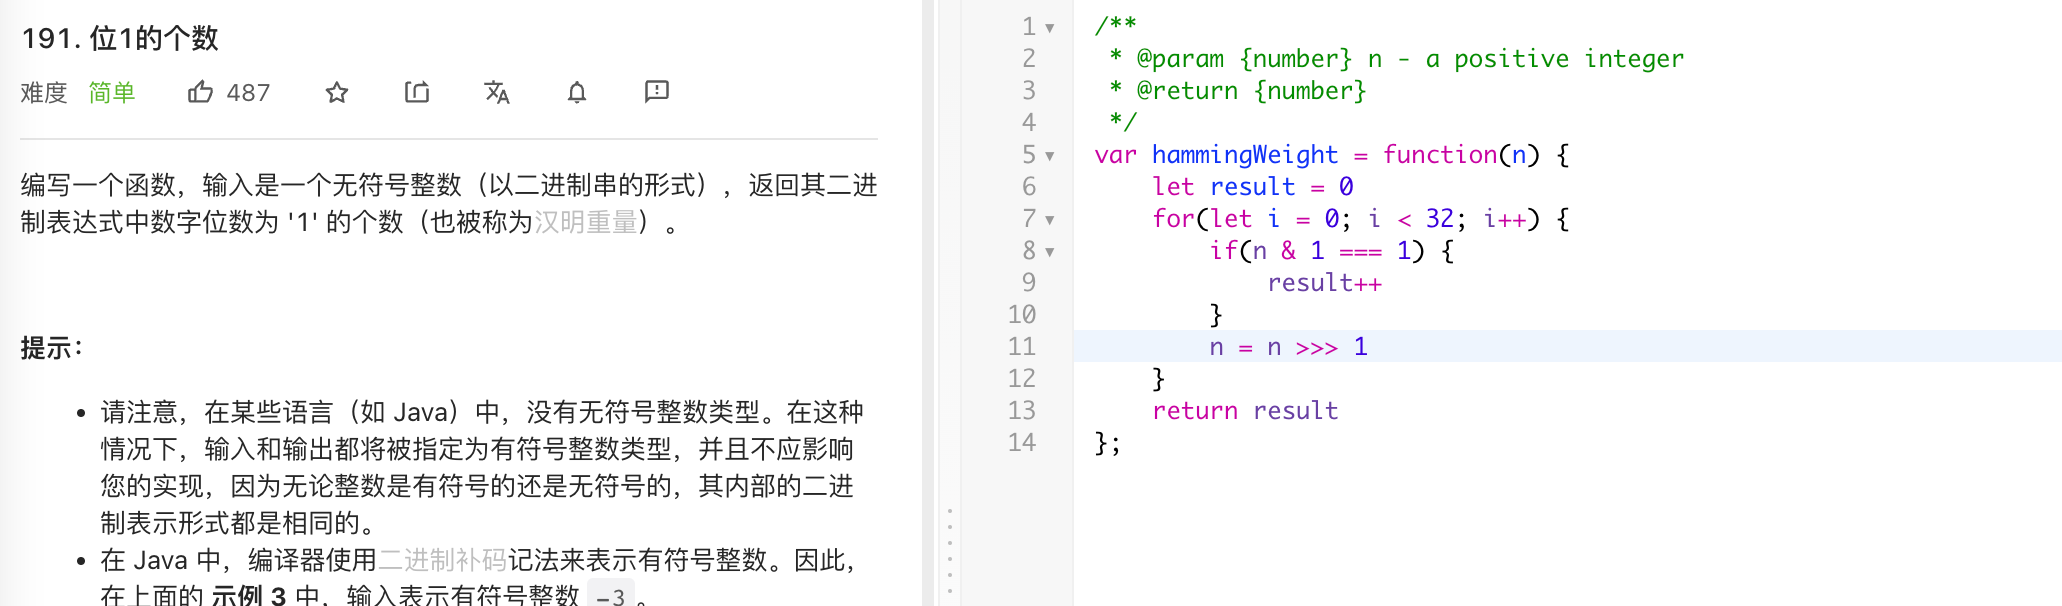 191. 位1的个数
难度 简单 487
编写一个函数，输入是一个无符号整数（以二进制串的形式），返回其二进
制表达式中数字位数为 '1' 的个数（也被称为汉明重量）。
提示：
请注意，在某些语言（如 Java）中，没有无符号整数类型。在这种
情况下，输入和输出都将被指定为有符号整数类型，并且不应影响
您的实现，因为无论整数是有符号的还是无符号的，其内部的二进
制表示形式都是相同的。
在 Java 中，编译器使用二进制补码记法来表示有符号整数。因此，
在上面的 示例 3 中，输入表示有符号整数 -3 。
1 /**
2  * @param {number} n - a positive integer
3  * @return {number}
4  */
5 var hammingWeight = function(n) {
6     let result = 0
7     for(let i = 0; i < 32; i++) {
8         if(n & 1 === 1) {
9             result++
10         }
11         n = n >>> 1
12     }
13     return result
14 };